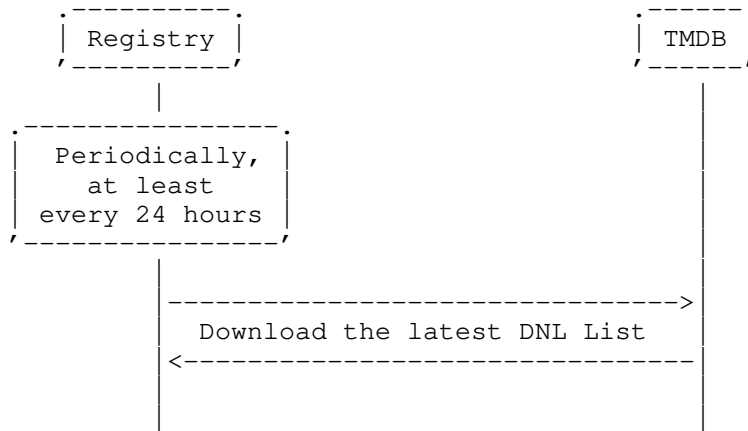 Registry
TMDB
Periodically,
at least
every 24 hours
Download the latest DNL List